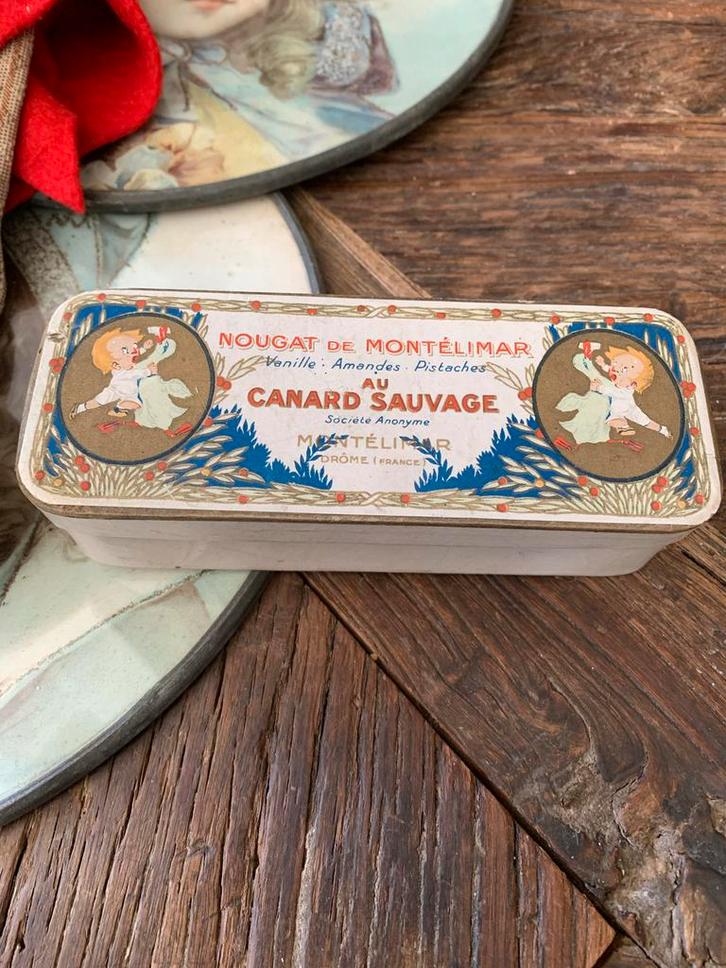 NOUGAT DE MONTÉLIMAR
Vanille · Amandes · Pistaches
AU
CANARD SAUVAGE
Société Anonyme
MONTÉLIMAR
DRÔME (FRANCE)